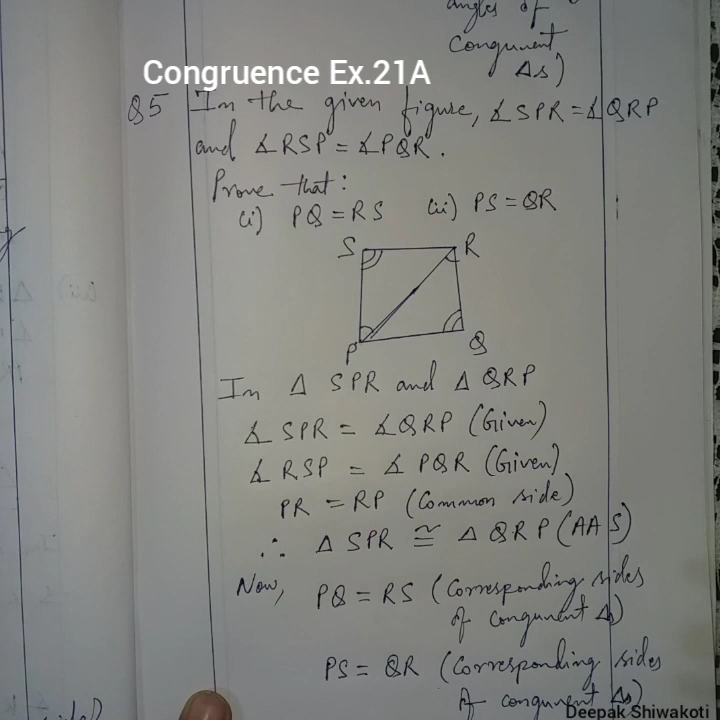 angles of
congruent
Δs)
Congruence Ex.21A
Q5 In the given figure, ∡SPR = ∡QRP
and ∡RSP = ∡PQR.
Prove that:
(i) PQ = RS (ii) PS = QR
S R
P Q
In Δ SPR and Δ QRP
∡ SPR = ∡QRP (Given)
∡ RSP = ∡ PQR (Given)
PR = RP (Common side)
∴ Δ SPR ≅ Δ QRP (AAS)
Now, PQ = RS (Corresponding sides
of congruent Δs)
PS = QR (Corresponding sides
of congruent Δs)
Deepak Shiwakoti